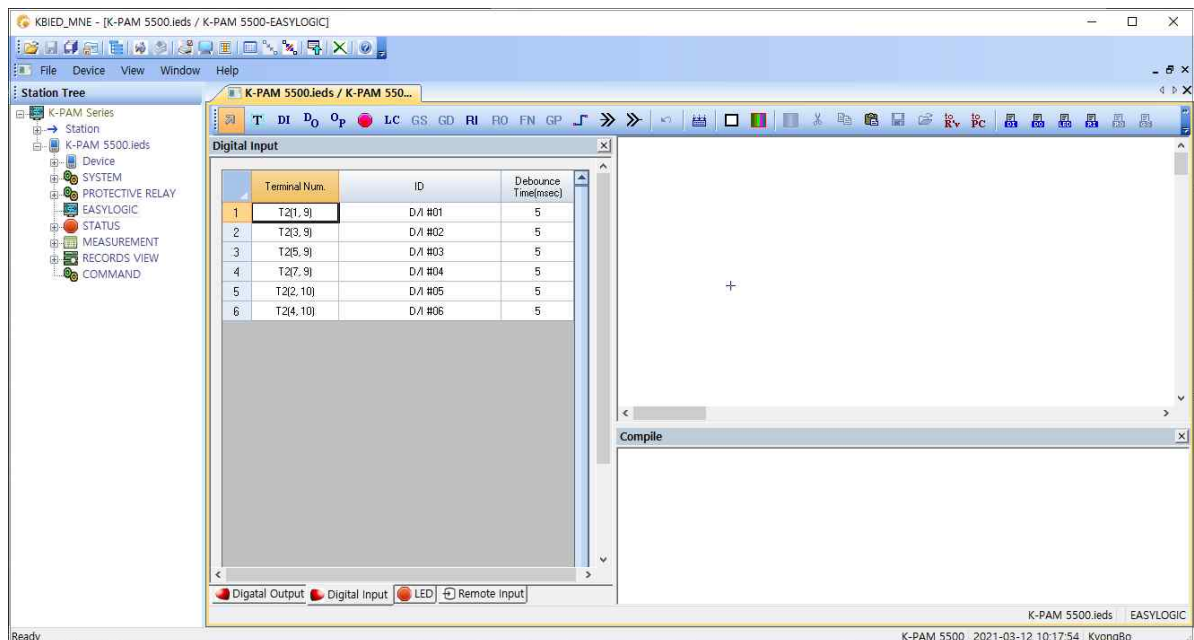 KBIED_MNE - [K-PAM 5500.ieds / K-PAM 5500-EASYLOGIC]
File Device View Window Help
Station Tree
K-PAM Series
Station
K-PAM 5500.ieds
Device
SYSTEM
PROTECTIVE RELAY
EASYLOGIC
STATUS
MEASUREMENT
RECORDS VIEW
COMMAND
K-PAM 5500.ieds / K-PAM 550...
T DI DO OP LC GS GD RI RO FN GP
to Rv to PC
Digital Input
Terminal Num. ID Debounce Time(msec)
1 T2(1, 9) D/I #01 5
2 T2(3, 9) D/I #02 5
3 T2(5, 9) D/I #03 5
4 T2(7, 9) D/I #04 5
5 T2(2, 10) D/I #05 5
6 T2(4, 10) D/I #06 5
Digatal Output Digital Input LED Remote Input
Compile
K-PAM 5500.ieds EASYLOGIC
Ready K-PAM 5500 2021-03-12 10:17:54 KyongBo